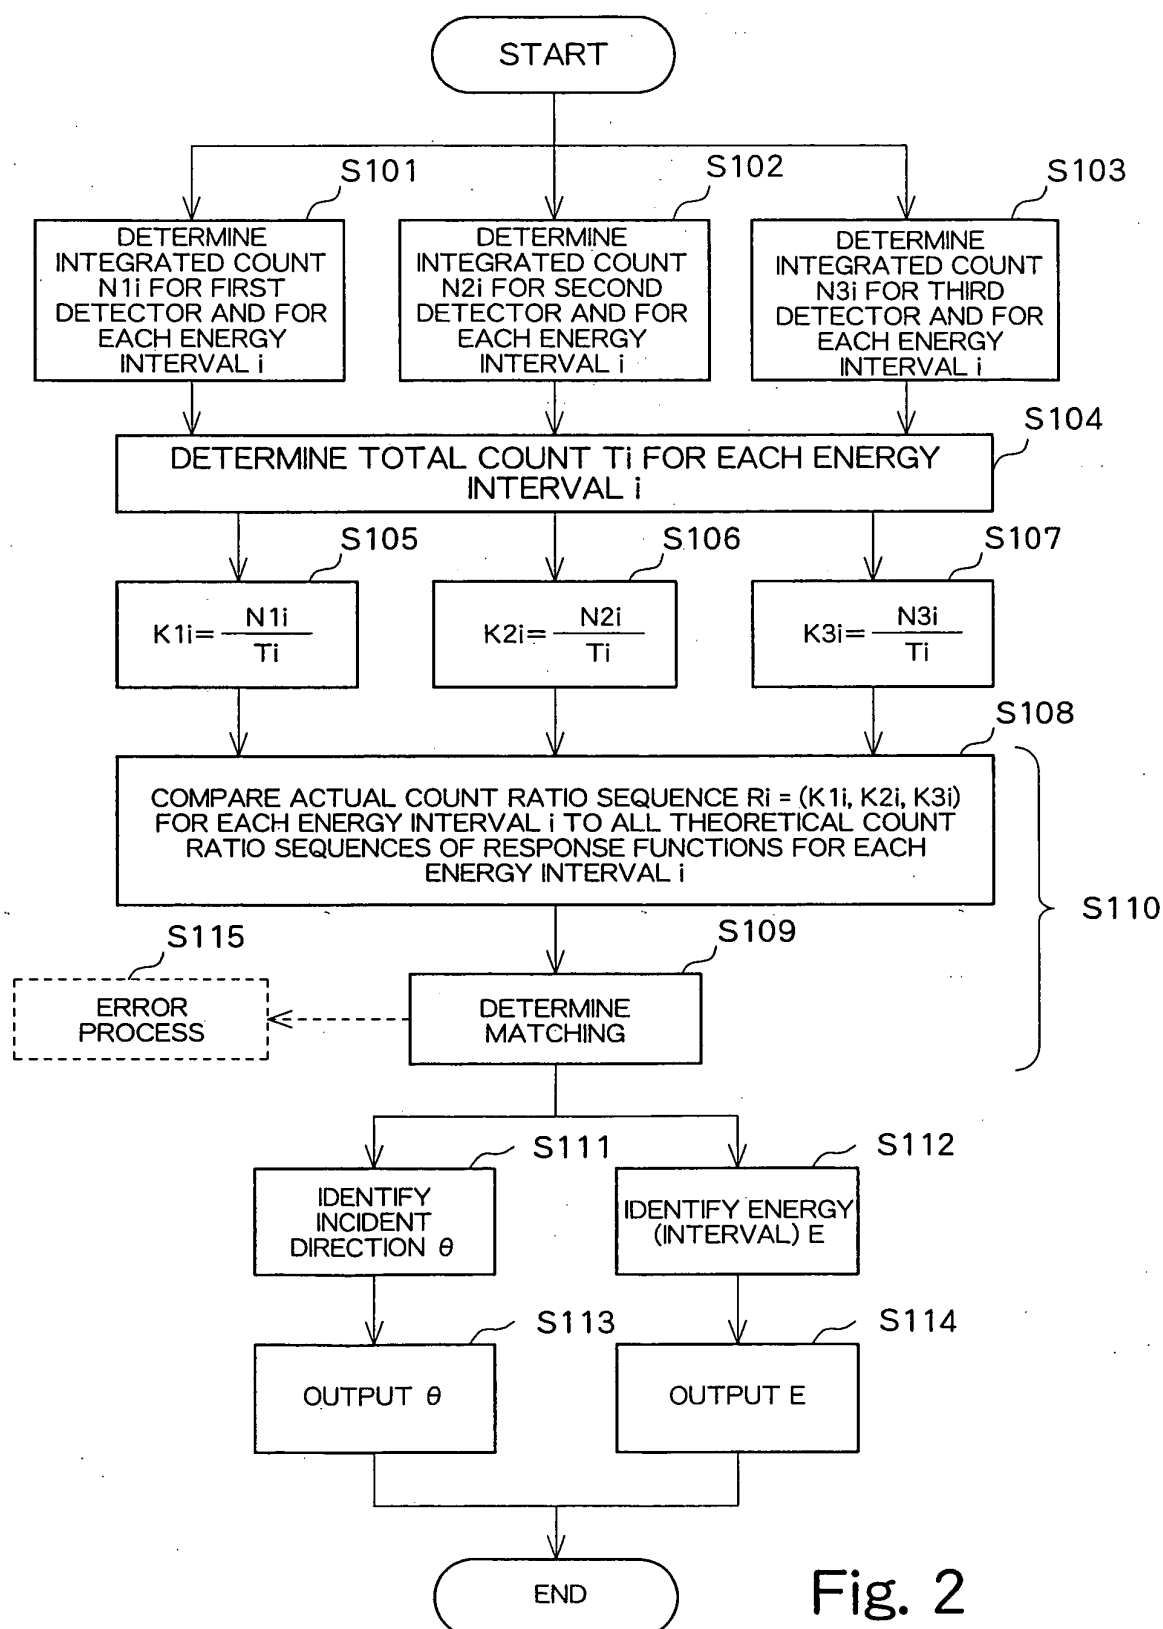 START
S101
S102
S103
DETERMINE
INTEGRATED COUNT
N1i FOR FIRST
DETECTOR AND FOR
EACH ENERGY
INTERVAL i
DETERMINE
INTEGRATED COUNT
N2i FOR SECOND
DETECTOR AND FOR
EACH ENERGY
INTERVAL i
DETERMINE
INTEGRATED COUNT
N3i FOR THIRD
DETECTOR AND FOR
EACH ENERGY
INTERVAL i
S104
DETERMINE TOTAL COUNT Ti FOR EACH ENERGY
INTERVAL i
S105
S106
S107
K1i= N1i
Ti
K2i= N2i
Ti
K3i= N3i
Ti
S108
COMPARE ACTUAL COUNT RATIO SEQUENCE Ri = (K1i, K2i, K3i)
FOR EACH ENERGY INTERVAL i TO ALL THEORETICAL COUNT
RATIO SEQUENCES OF RESPONSE FUNCTIONS FOR EACH
ENERGY INTERVAL i
S110
S115
S109
ERROR
PROCESS
DETERMINE
MATCHING
S111
S112
IDENTIFY
INCIDENT
DIRECTION θ
IDENTIFY ENERGY
(INTERVAL) E
S113
S114
OUTPUT θ
OUTPUT E
END
Fig. 2